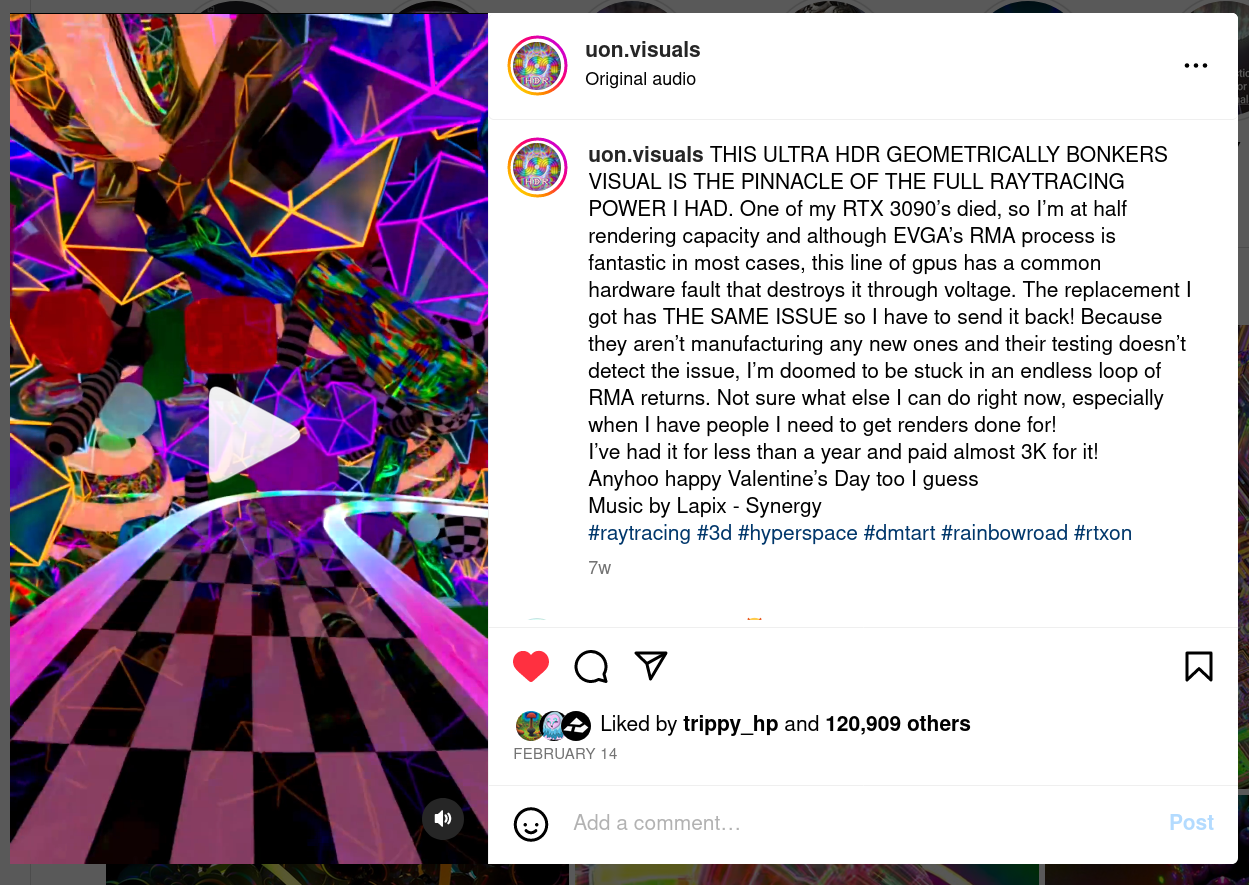 uon.visuals
Original audio
uon.visuals THIS ULTRA HDR GEOMETRICALLY BONKERS
VISUAL IS THE PINNACLE OF THE FULL RAYTRACING
POWER I HAD. One of my RTX 3090’s died, so I’m at half
rendering capacity and although EVGA’s RMA process is
fantastic in most cases, this line of gpus has a common
hardware fault that destroys it through voltage. The replacement I
got has THE SAME ISSUE so I have to send it back! Because
they aren’t manufacturing any new ones and their testing doesn’t
detect the issue, I’m doomed to be stuck in an endless loop of
RMA returns. Not sure what else I can do right now, especially
when I have people I need to get renders done for!
I’ve had it for less than a year and paid almost 3K for it!
Anyhoo happy Valentine’s Day too I guess
Music by Lapix - Synergy
#raytracing #3d #hyperspace #dmtart #rainbowroad #rtxon
7w
Liked by trippy_hp and 120,909 others
FEBRUARY 14
Add a comment…
Post